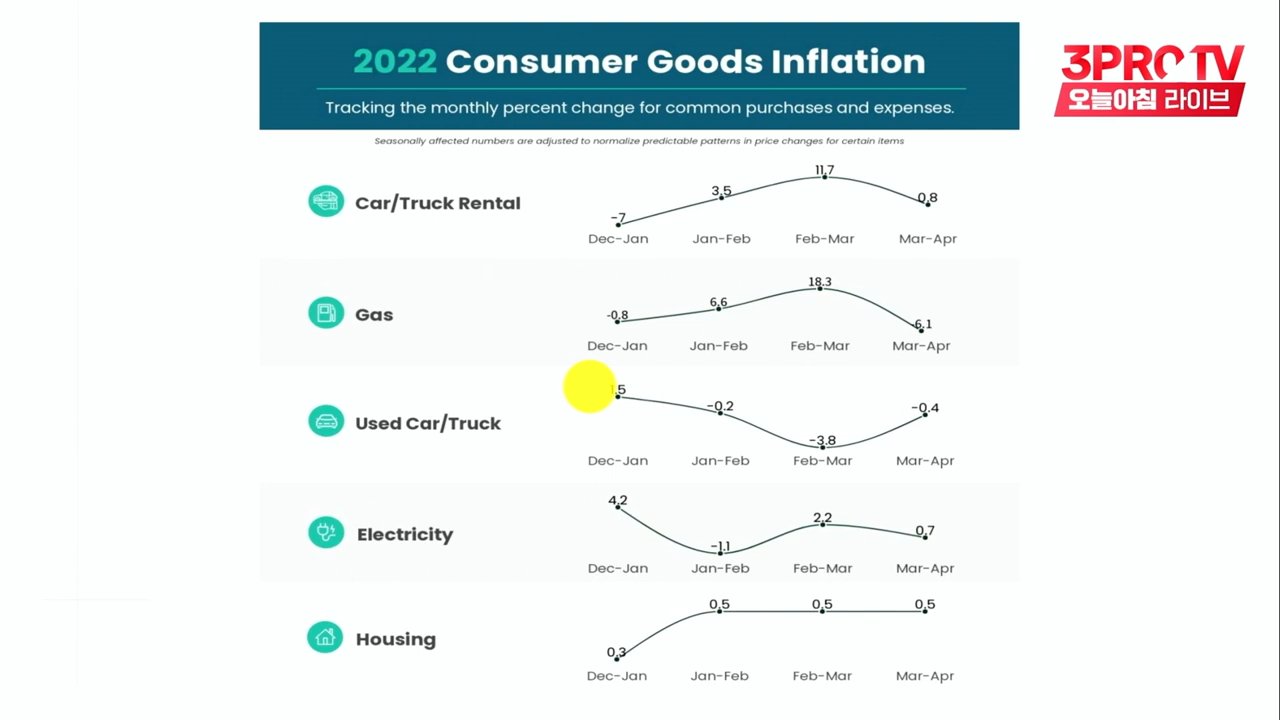 2022 Consumer Goods Inflation
Tracking the monthly percent change for common purchases and expenses.
3PRO TV
오늘아침 라이브
Seasonally affected numbers are adjusted to normalize predictable patterns in price changes for certain items
Car/Truck Rental
-7 3.5 11.7 0.8
Dec-Jan Jan-Feb Feb-Mar Mar-Apr
Gas
-0.8 6.6 18.3 -6.1
Dec-Jan Jan-Feb Feb-Mar Mar-Apr
Used Car/Truck
-0.2 -3.8 -0.4
Dec-Jan Jan-Feb Feb-Mar Mar-Apr
Electricity
4.2 -1.1 2.2 0.7
Dec-Jan Jan-Feb Feb-Mar Mar-Apr
Housing
0.3 0.5 0.5 0.5
Dec-Jan Jan-Feb Feb-Mar Mar-Apr